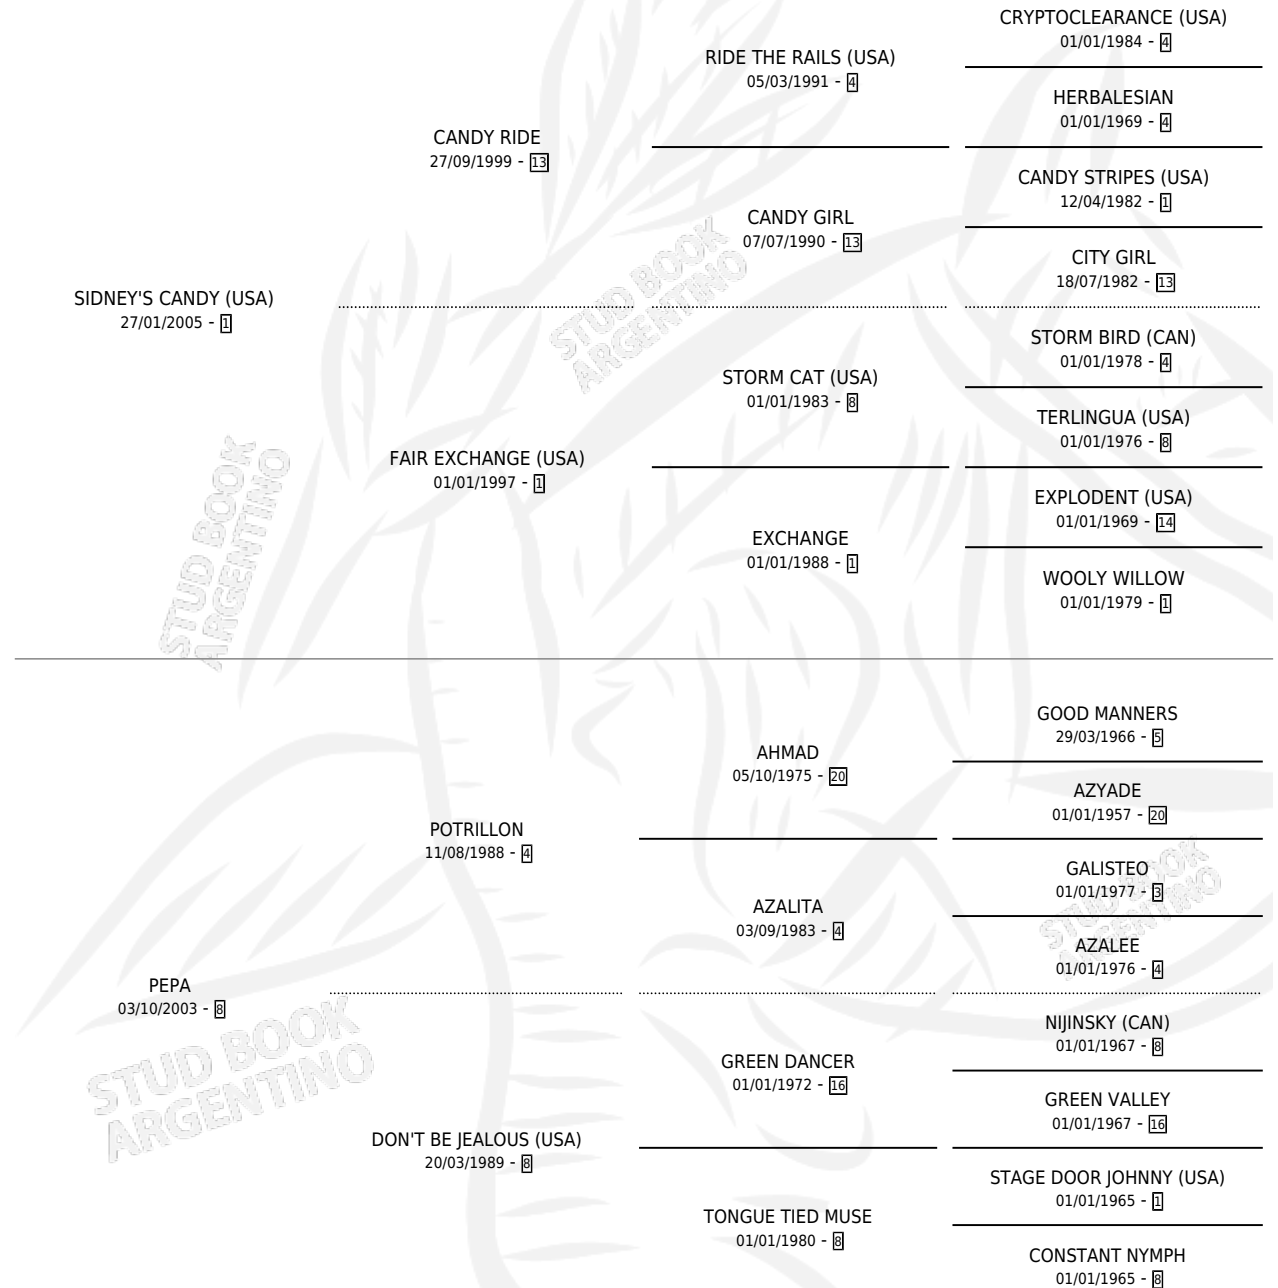 CRYPTOCLEARANCE (USA)
01/01/1984 - 4
RIDE THE RAILS (USA)
05/03/1991 - 4
HERBALESIAN
01/01/1969 - 4
CANDY RIDE
27/09/1999 - 13
CANDY STRIPES (USA)
12/04/1982 - 1
CANDY GIRL
07/07/1990 - 13
CITY GIRL
18/07/1982 - 13
SIDNEY'S CANDY (USA)
27/01/2005 - 1
STORM BIRD (CAN)
01/01/1978 - 4
STORM CAT (USA)
01/01/1983 - 8
TERLINGUA (USA)
01/01/1976 - 8
FAIR EXCHANGE (USA)
01/01/1997 - 1
EXPLODENT (USA)
01/01/1969 - 14
EXCHANGE
01/01/1988 - 1
WOOLY WILLOW
01/01/1979 - 1
GOOD MANNERS
29/03/1966 - 5
AHMAD
05/10/1975 - 20
AZYADE
01/01/1957 - 20
POTRILLON
11/08/1988 - 4
GALISTEO
01/01/1977 - 3
AZALITA
03/09/1983 - 4
AZALEE
01/01/1976 - 4
PEPA
03/10/2003 - 8
NIJINSKY (CAN)
01/01/1967 - 8
GREEN DANCER
01/01/1972 - 16
GREEN VALLEY
01/01/1967 - 16
DON'T BE JEALOUS (USA)
20/03/1989 - 8
STAGE DOOR JOHNNY (USA)
01/01/1965 - 1
TONGUE TIED MUSE
01/01/1980 - 8
CONSTANT NYMPH
01/01/1965 - 8
STUD BOOK
ARGENTINO
STUD BOOK
ARGENTINO
STUD BOOK
ARGENTINO
STUD BOOK
ARGENTINO